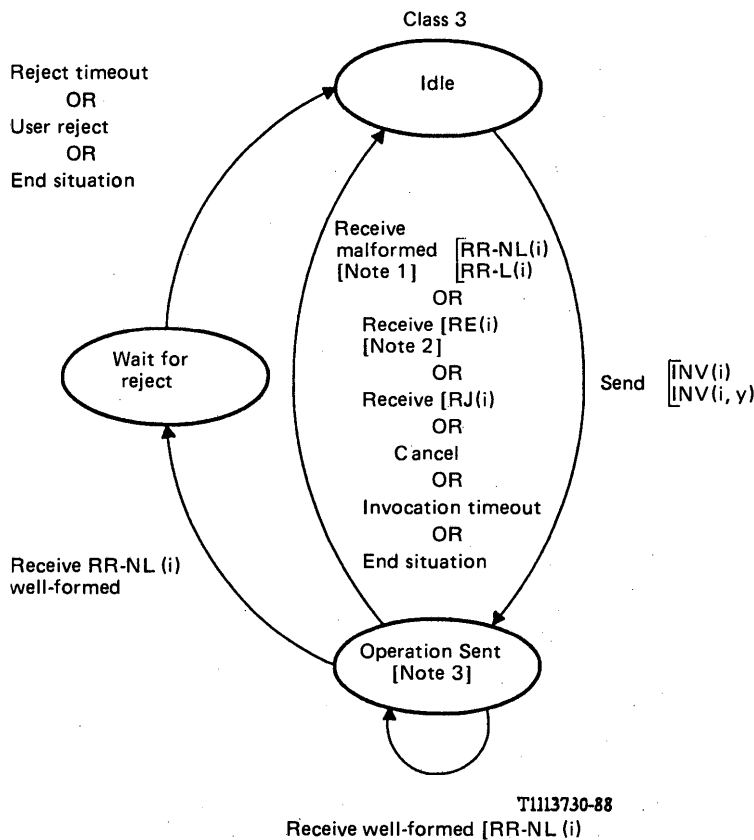 Class 3
Idle
Reject timeout
OR
User reject
OR
End situation
Receive
malformed [RR-NL(i)
[Note 1] [RR-L(i)
OR
Receive [RE(i)
[Note 2]
OR
Receive [RJ(i)
OR
Cancel
OR
Invocation timeout
OR
End situation
Send [INV(i)
[INV(i, y)
Wait for
reject
Receive RR-NL (i)
well-formed
Operation Sent
[Note 3]
T1113730-88
Receive well-formed [RR-NL (i)